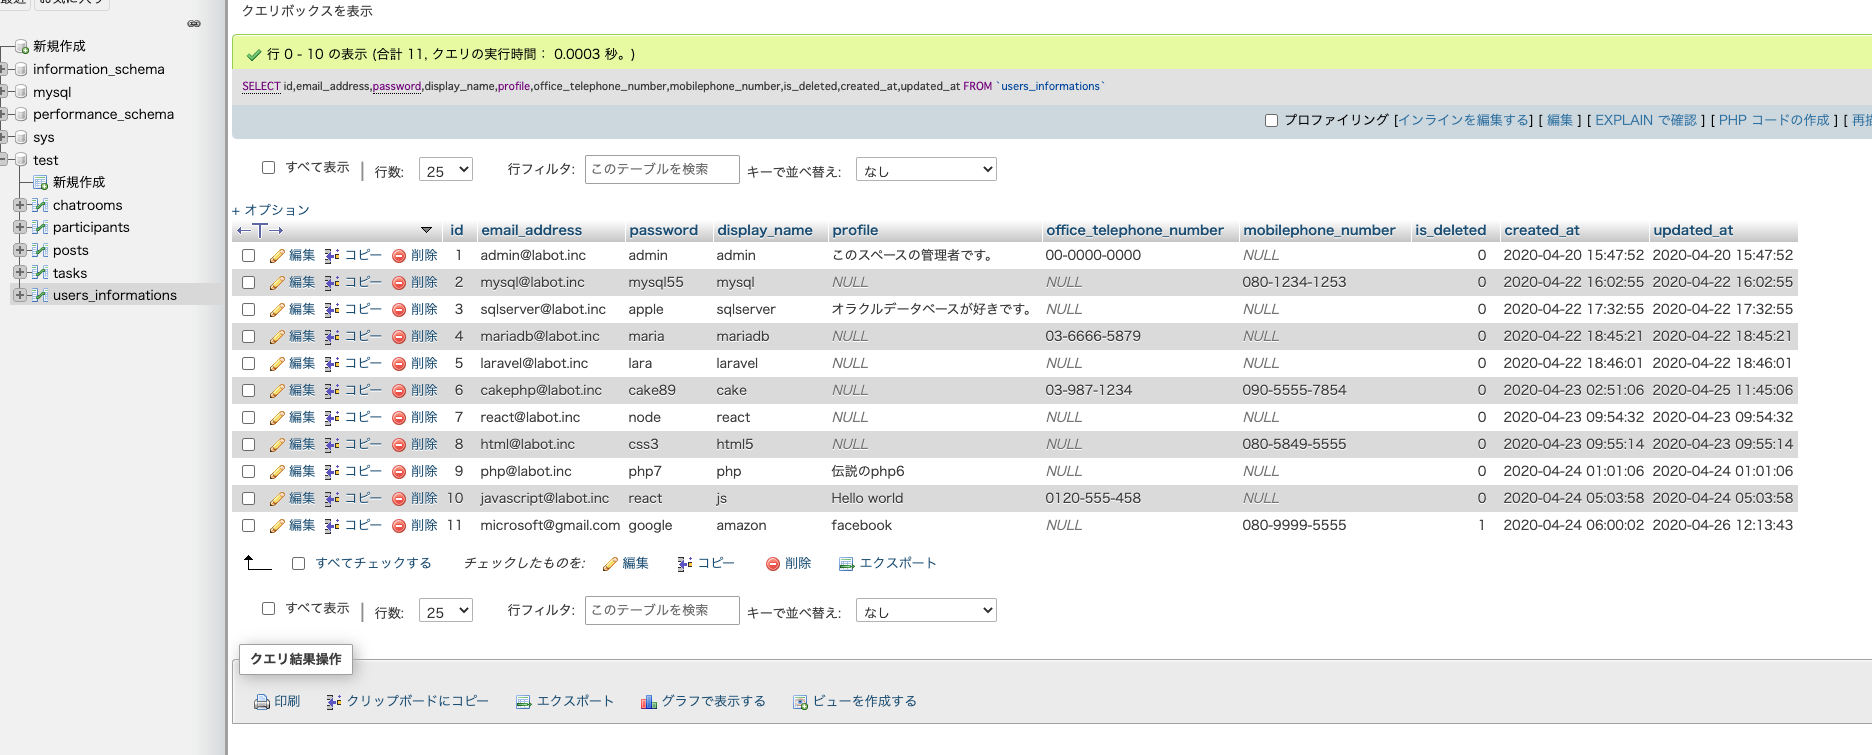 お気に入り
クエリボックスを表示
新規作成
information_schema
mysql
performance_schema
sys
test
新規作成
chatrooms
participants
posts
tasks
users_informations
行 0 - 10 の表示 (合計 11, クエリの実行時間： 0.0003 秒。)
SELECT id,email_address,password,display_name,profile,office_telephone_number,mobilephone_number,is_deleted,created_at,updated_at FROM `users_informations`
プロファイリング [インラインを編集する] [ 編集 ] [ EXPLAIN で確認 ] [ PHP コードの作成 ] [
すべて表示 | 行数: 25 行フィルタ: このテーブルを検索 キーで並べ替え: なし
+ オプション
←T→ id email_address password display_name profile office_telephone_number mobilephone_number is_deleted created_at updated_at
編集 コピー 削除 1 admin@labot.inc admin admin このスペースの管理者です。 00-0000-0000 NULL 0 2020-04-20 15:47:52 2020-04-20 15:47:52
編集 コピー 削除 2 mysql@labot.inc mysql55 mysql NULL NULL 080-1234-1253 0 2020-04-22 16:02:55 2020-04-22 16:02:55
編集 コピー 削除 3 sqlserver@labot.inc apple sqlserver オラクルデータベースが好きです。 NULL NULL 0 2020-04-22 17:32:55 2020-04-22 17:32:55
編集 コピー 削除 4 mariadb@labot.inc maria mariadb NULL 03-6666-5879 NULL 0 2020-04-22 18:45:21 2020-04-22 18:45:21
編集 コピー 削除 5 laravel@labot.inc lara laravel NULL NULL NULL 0 2020-04-22 18:46:01 2020-04-22 18:46:01
編集 コピー 削除 6 cakephp@labot.inc cake89 cake NULL 03-987-1234 090-5555-7854 0 2020-04-23 02:51:06 2020-04-25 11:45:06
編集 コピー 削除 7 react@labot.inc node react NULL NULL NULL 0 2020-04-23 09:54:32 2020-04-23 09:54:32
編集 コピー 削除 8 html@labot.inc css3 html5 NULL NULL 080-5849-5555 0 2020-04-23 09:55:14 2020-04-23 09:55:14
編集 コピー 削除 9 php@labot.inc php7 php 伝説のphp6 NULL NULL 0 2020-04-24 01:01:06 2020-04-24 01:01:06
編集 コピー 削除 10 javascript@labot.inc react js Hello world 0120-555-458 NULL 0 2020-04-24 05:03:58 2020-04-24 05:03:58
編集 コピー 削除 11 microsoft@gmail.com google amazon facebook NULL 080-9999-5555 1 2020-04-24 06:00:02 2020-04-26 12:13:43
すべてチェックする チェックしたものを: 編集 コピー 削除 エクスポート
すべて表示 | 行数: 25 行フィルタ: このテーブルを検索 キーで並べ替え: なし
クエリ結果操作
印刷 クリップボードにコピー エクスポート グラフで表示する ビューを作成する